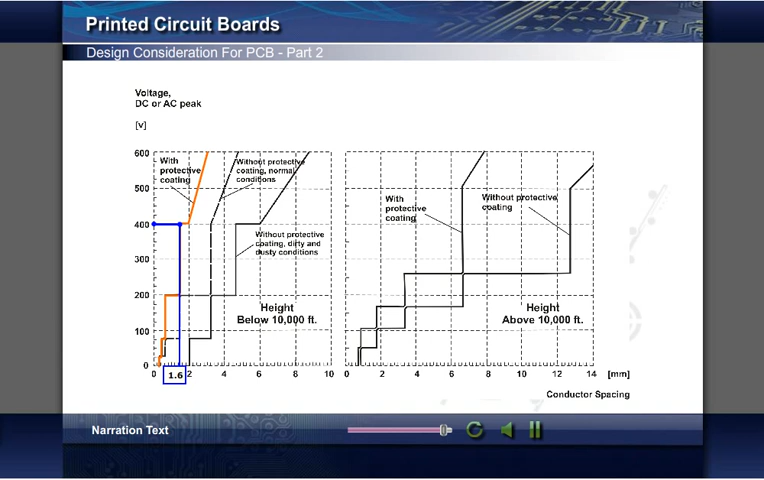 Printed Circuit Boards
Design Consideration For PCB - Part 2
Voltage,
DC or AC peak
[V]
600
500
400
300
200
100
0
With
protective
coating
Without protective
coating, normal
conditions
Without protective
coating, dirty and
dusty conditions
Height
Below 10,000 ft.
0 1.6 2 4 6 8 10
With
protective
coating
Without protective
coating
Height
Above 10,000 ft.
0 2 4 6 8 10 12 14 [mm]
Conductor Spacing
Narration Text